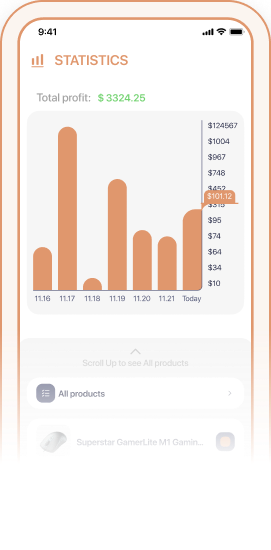 9:41
STATISTICS
Total profit: $ 3324.25
$124567
$1004
$967
$748
$452
$101.12
$315
$95
$74
$64
$34
$10
11.16 11.17 11.18 11.19 11.20 11.21 Today
Scroll Up to see All products
All products
Superstar GamerLite M1 Gamin...